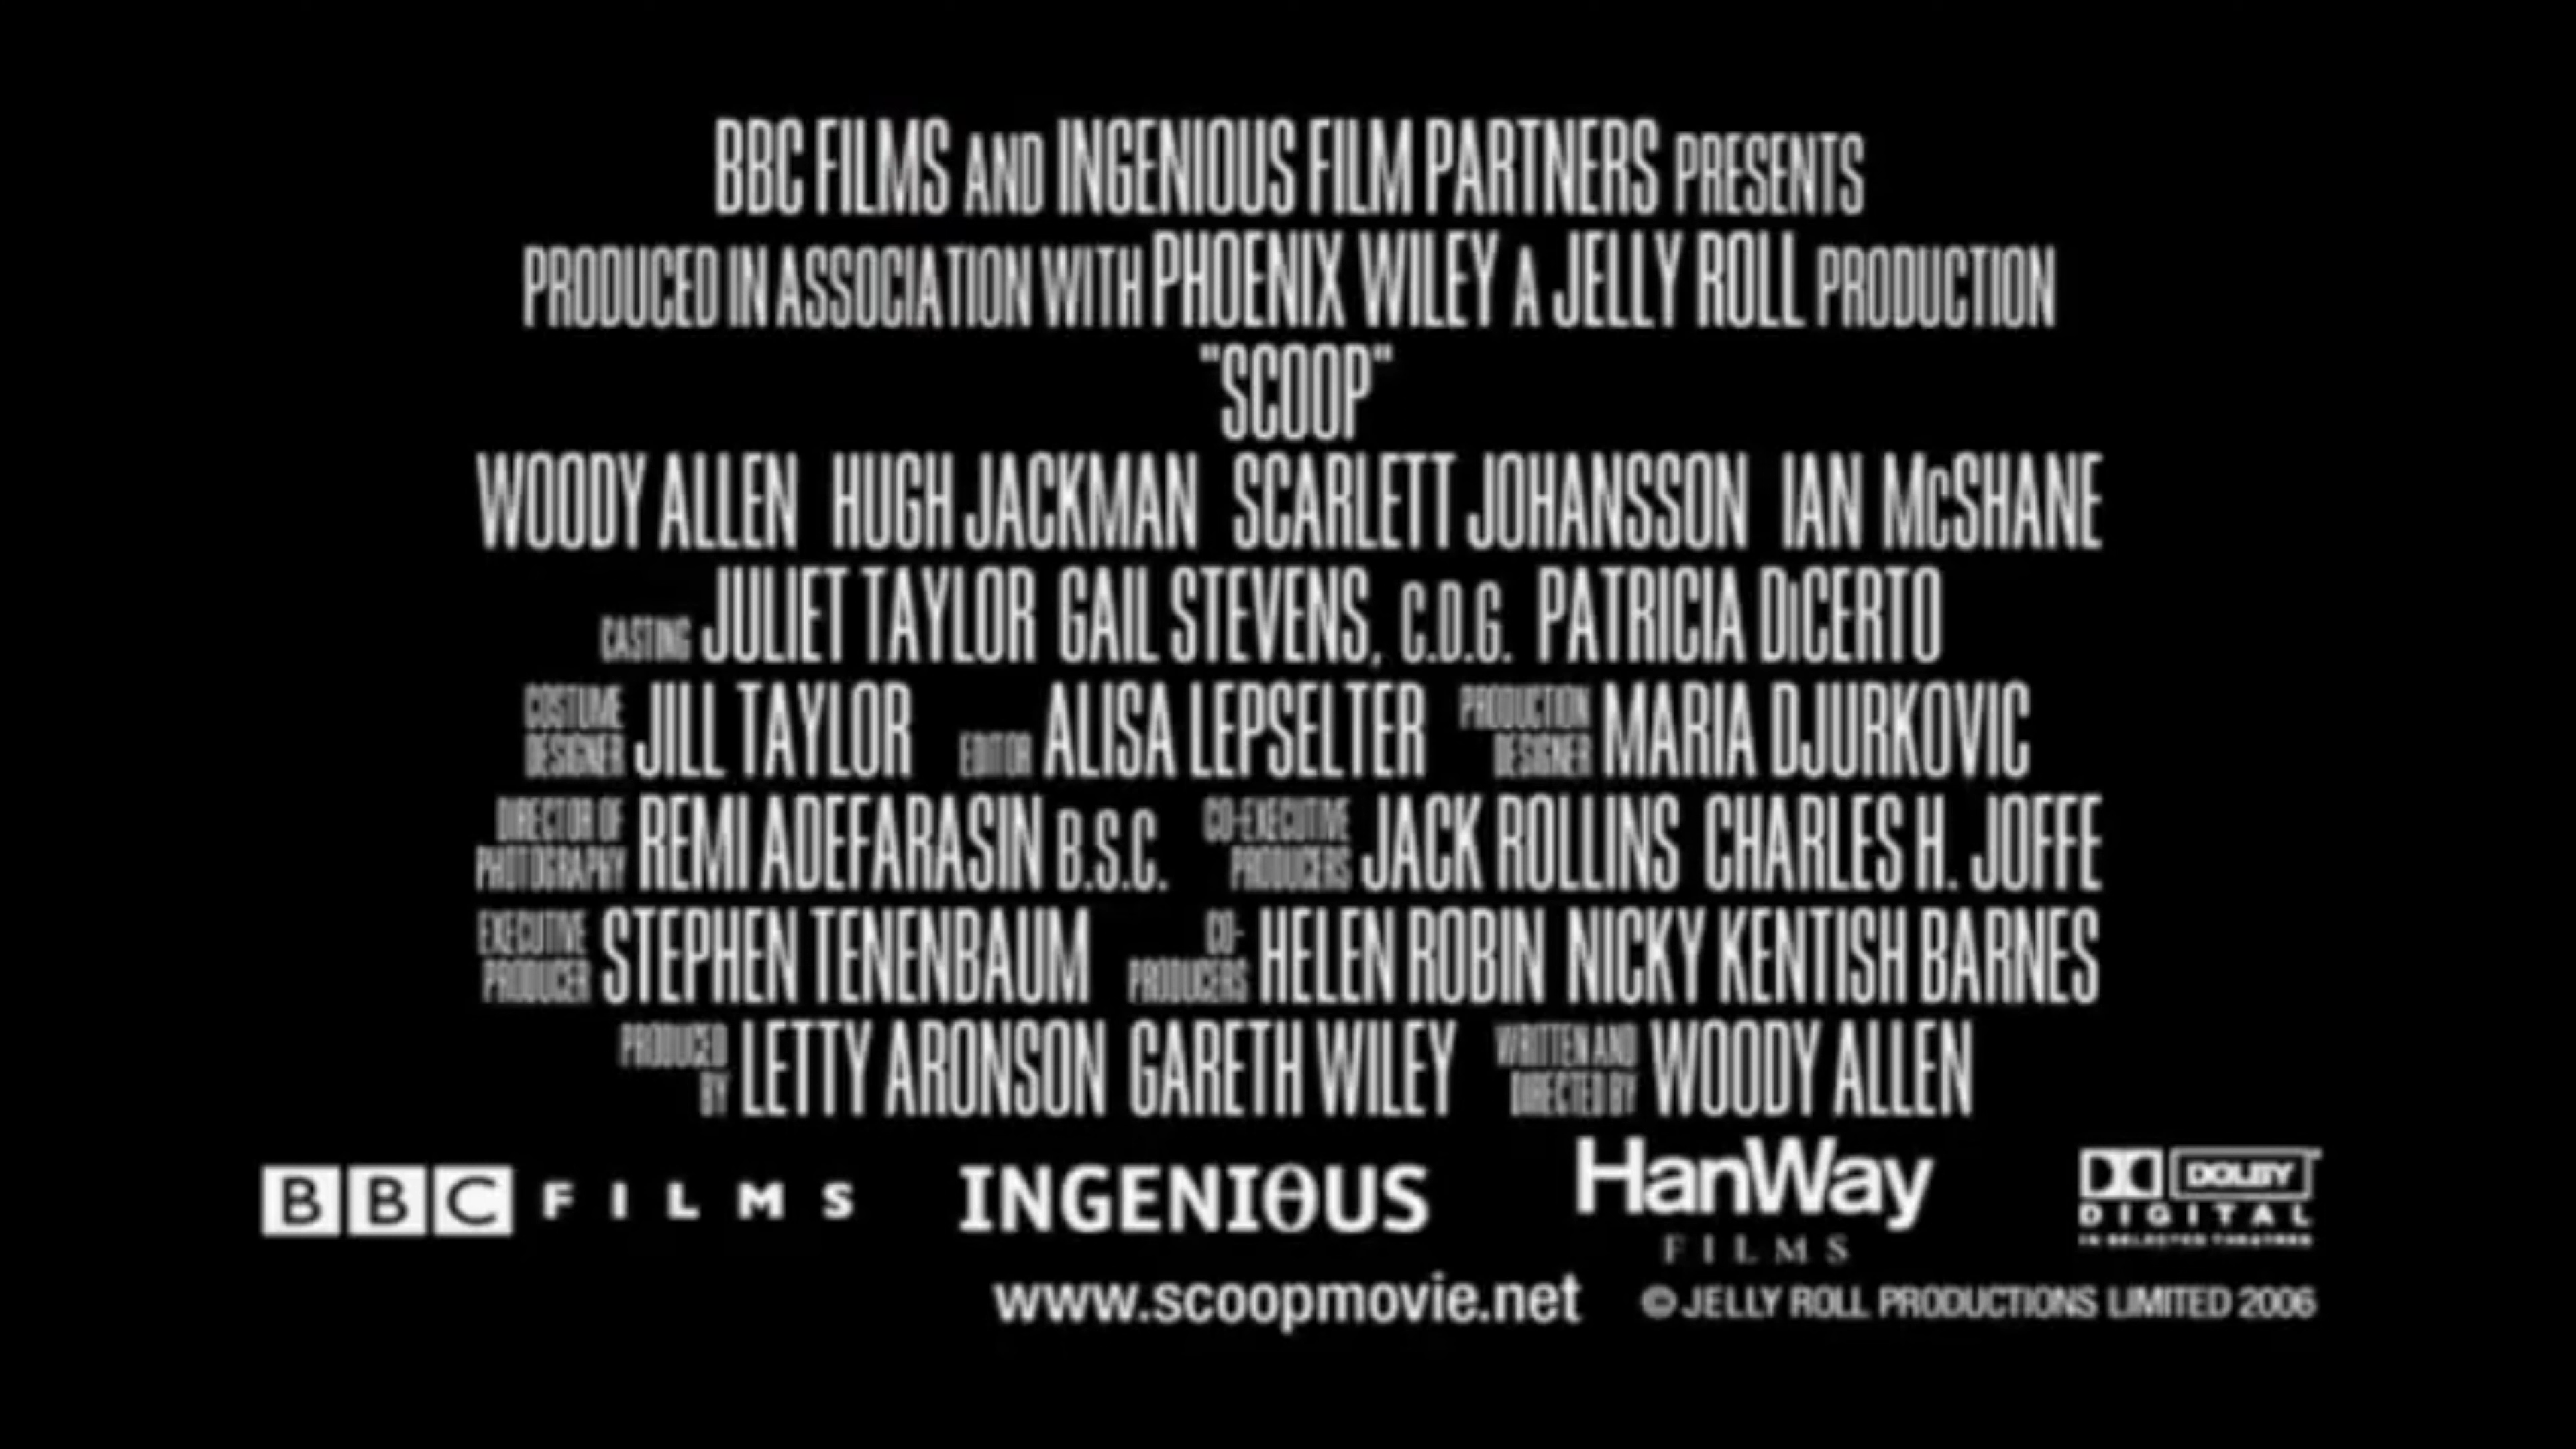 BBC FILMS AND INGENIOUS FILM PARTNERS PRESENTS
PRODUCED IN ASSOCIATION WITH PHOENIX WILEY A JELLY ROLL PRODUCTION
"SCOOP"
WOODY ALLEN HUGH JACKMAN SCARLETT JOHANSSON IAN McSHANE
CASTING JULIET TAYLOR GAIL STEVENS, C.D.G. PATRICIA DiCERTO
COSTUME DESIGNER JILL TAYLOR EDITOR ALISA LEPSELTER PRODUCTION DESIGNER MARIA DJURKOVIC
DIRECTOR OF PHOTOGRAPHY REMI ADEFARASIN B.S.C. CO-EXECUTIVE PRODUCERS JACK ROLLINS CHARLES H. JOFFE
EXECUTIVE PRODUCER STEPHEN TENENBAUM CO-PRODUCERS HELEN ROBIN NICKY KENTISH BARNES
PRODUCED BY LETTY ARONSON GARETH WILEY WRITTEN AND DIRECTED BY WOODY ALLEN
BBC FILMS INGENIOUS HanWay FILMS DOLBY DIGITAL
IN SELECTED THEATRES
www.scoopmovie.net © JELLY ROLL PRODUCTIONS LIMITED 2006